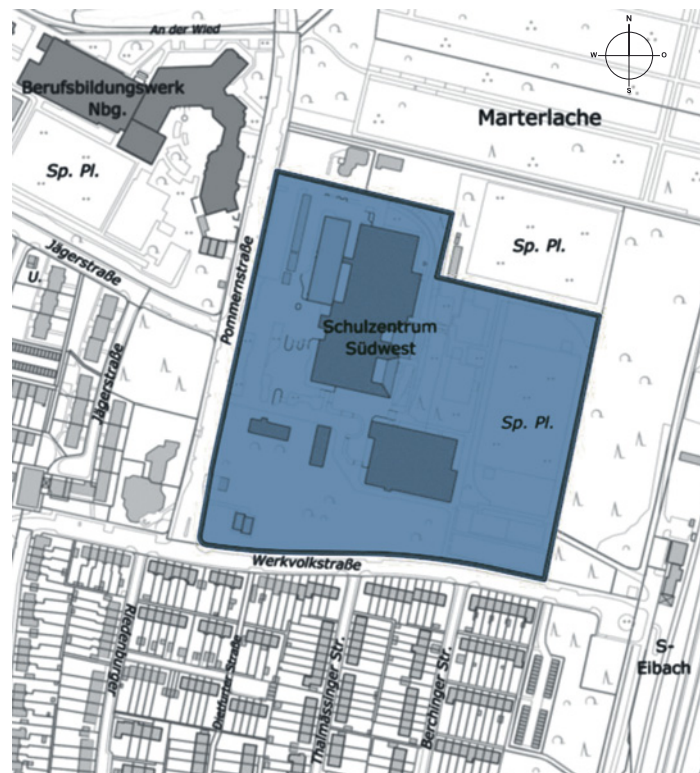 An der Wied
N
W
O
S
Berufsbildungswerk
Nbg.
Marterlache
Sp. Pl.
Sp. Pl.
Jägerstraße
U.
Pommernstraße
Schulzentrum
Südwest
Jägerstraße
Sp. Pl.
Werkvolkstraße
Riedenburger
Dietfurter Straße
Thalmässinger Str.
Berchinger Str.
S-
Eibach